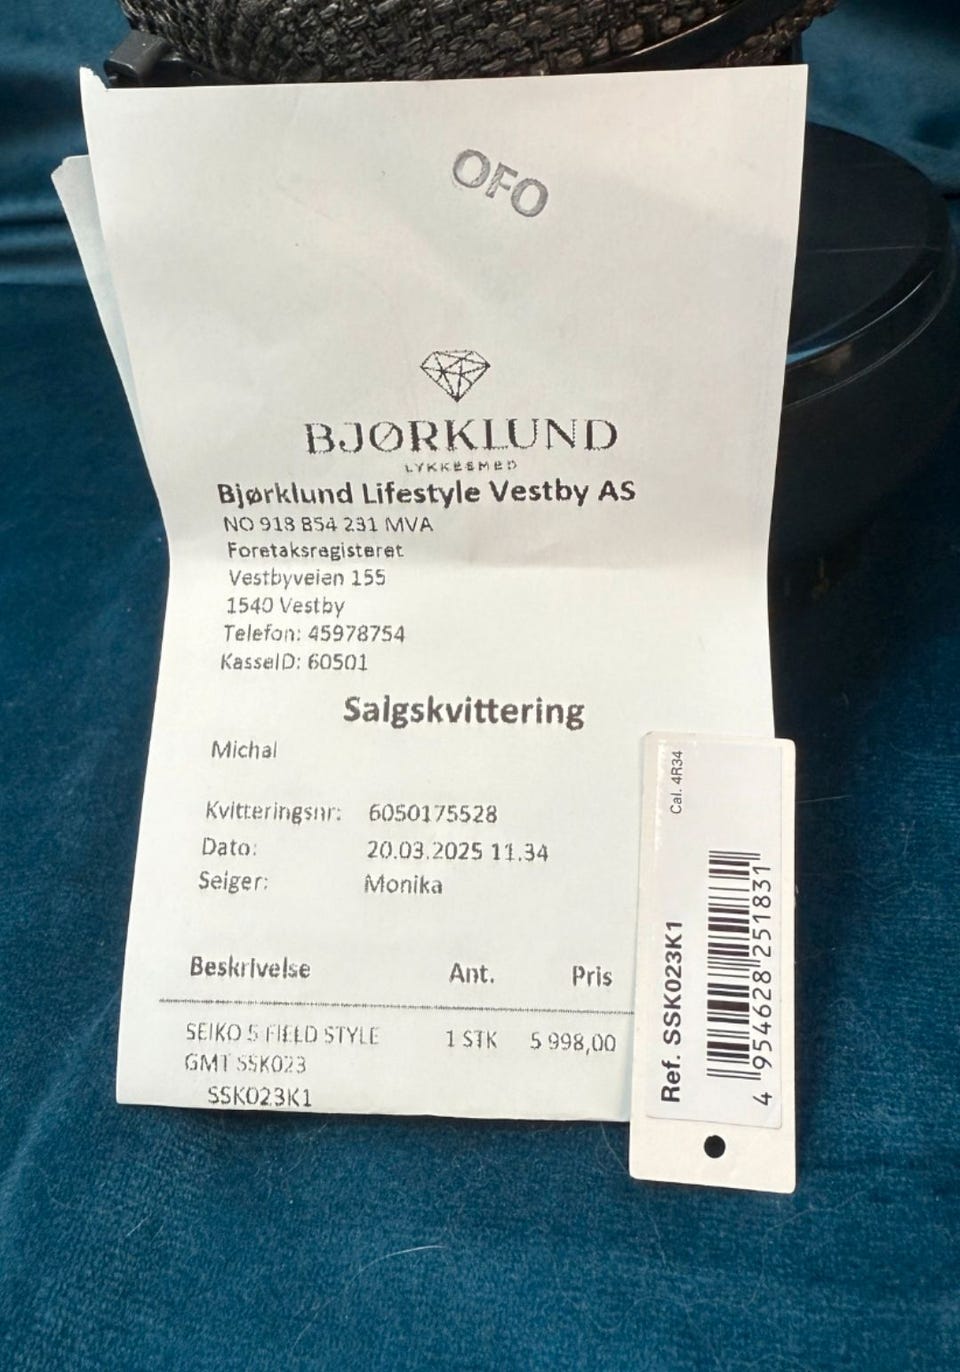 OFO
BJØRKLUND
LYKKESMED
Bjørklund Lifestyle Vestby AS
NO 918 854 231 MVA
Foretaksregisteret
Vestbyveien 155
1540 Vestby
Telefon: 45978754
KasseID: 60501
Salgskvittering
Michal
Kvitteringsnr: 6050175528
Dato: 20.03.2025 11.34
Selger: Monika
Beskrivelse Ant. Pris
SEIKO 5 FIELD STYLE 1 STK 5 998,00
GMT SSK023
SSK023K1
Cal. 4R34
Ref. SSK023K1
4 954628 251831